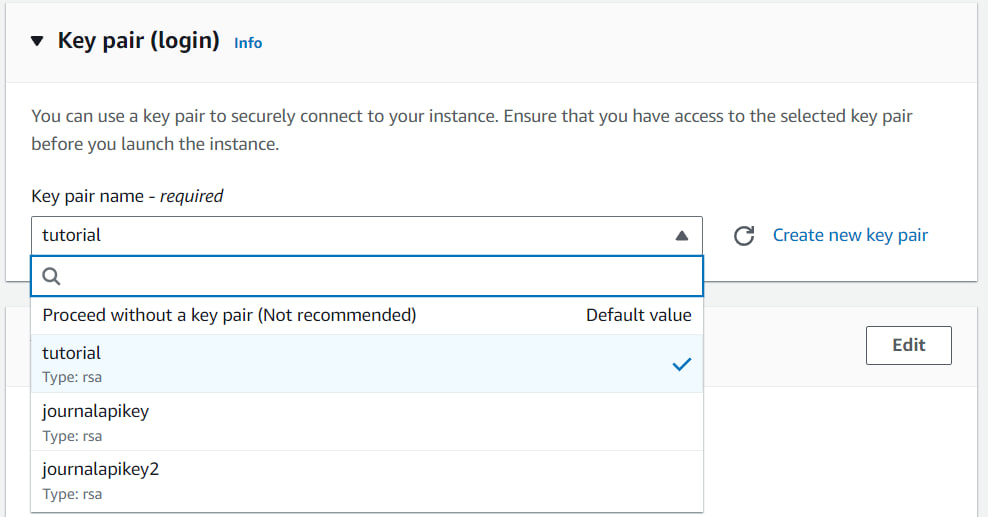 Key pair (login) Info
You can use a key pair to securely connect to your instance. Ensure that you have access to the selected key pair
before you launch the instance.
Key pair name - required
tutorial
Create new key pair
Proceed without a key pair (Not recommended) Default value
Edit
tutorial
Type: rsa
journalapikey
Type: rsa
journalapikey2
Type: rsa